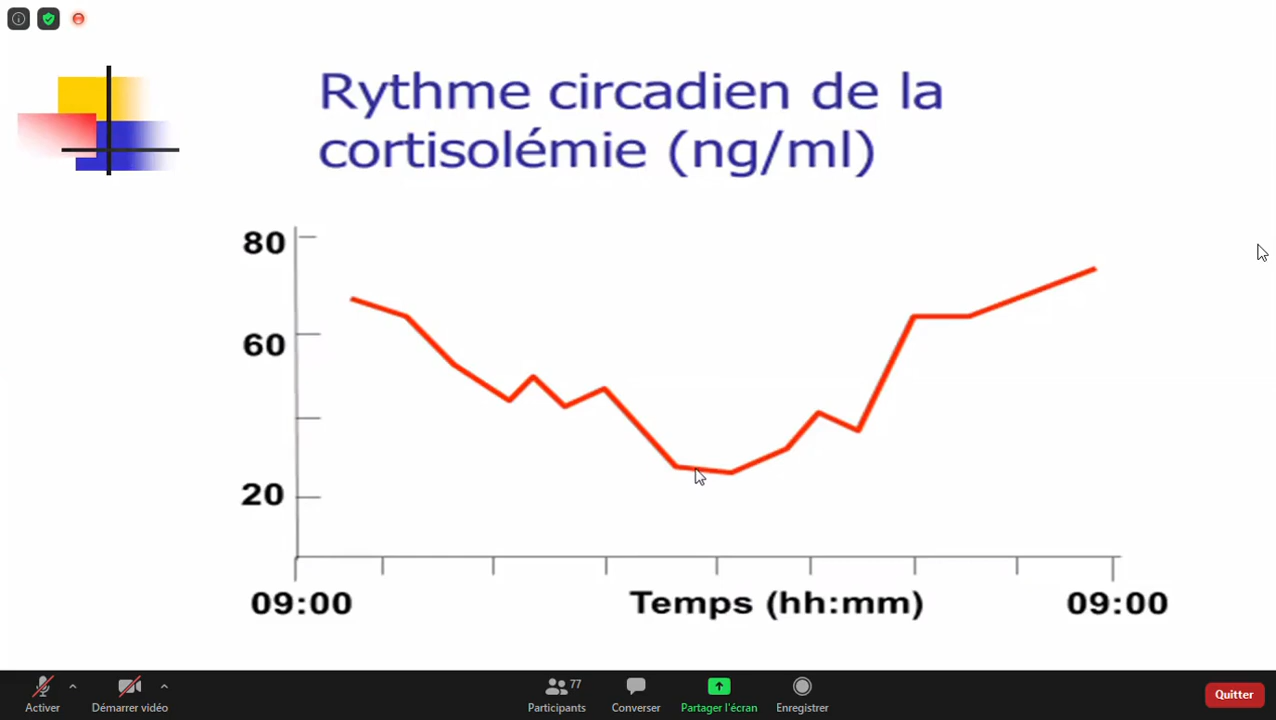 Rythme circadien de la
cortisolémie (ng/ml)
80
60
20
09:00
Temps (hh:mm)
09:00
Activer
Démarrer vidéo
77
Participants
Converser
Partager l'écran
Enregistrer
Quitter